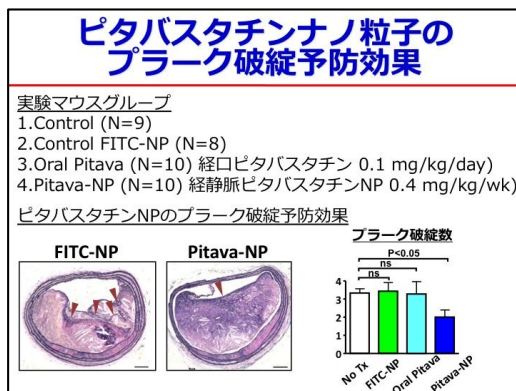 ピタバスタチンナノ粒子の
プラーク破綻予防効果
実験マウスグループ
1.Control (N=9)
2.Control FITC-NP (N=8)
3.Oral Pitava (N=10) 経口ピタバスタチン 0.1 mg/kg/day)
4.Pitava-NP (N=10) 経静脈ピタバスタチンNP 0.4 mg/kg/wk)
ピタバスタチンNPのプラーク破綻予防効果
FITC-NP
Pitava-NP
プラーク破綻数
P<0.05
ns
ns
4
3
2
1
0
No Tx
FITC-NP
Oral Pitava
Pitava-NP